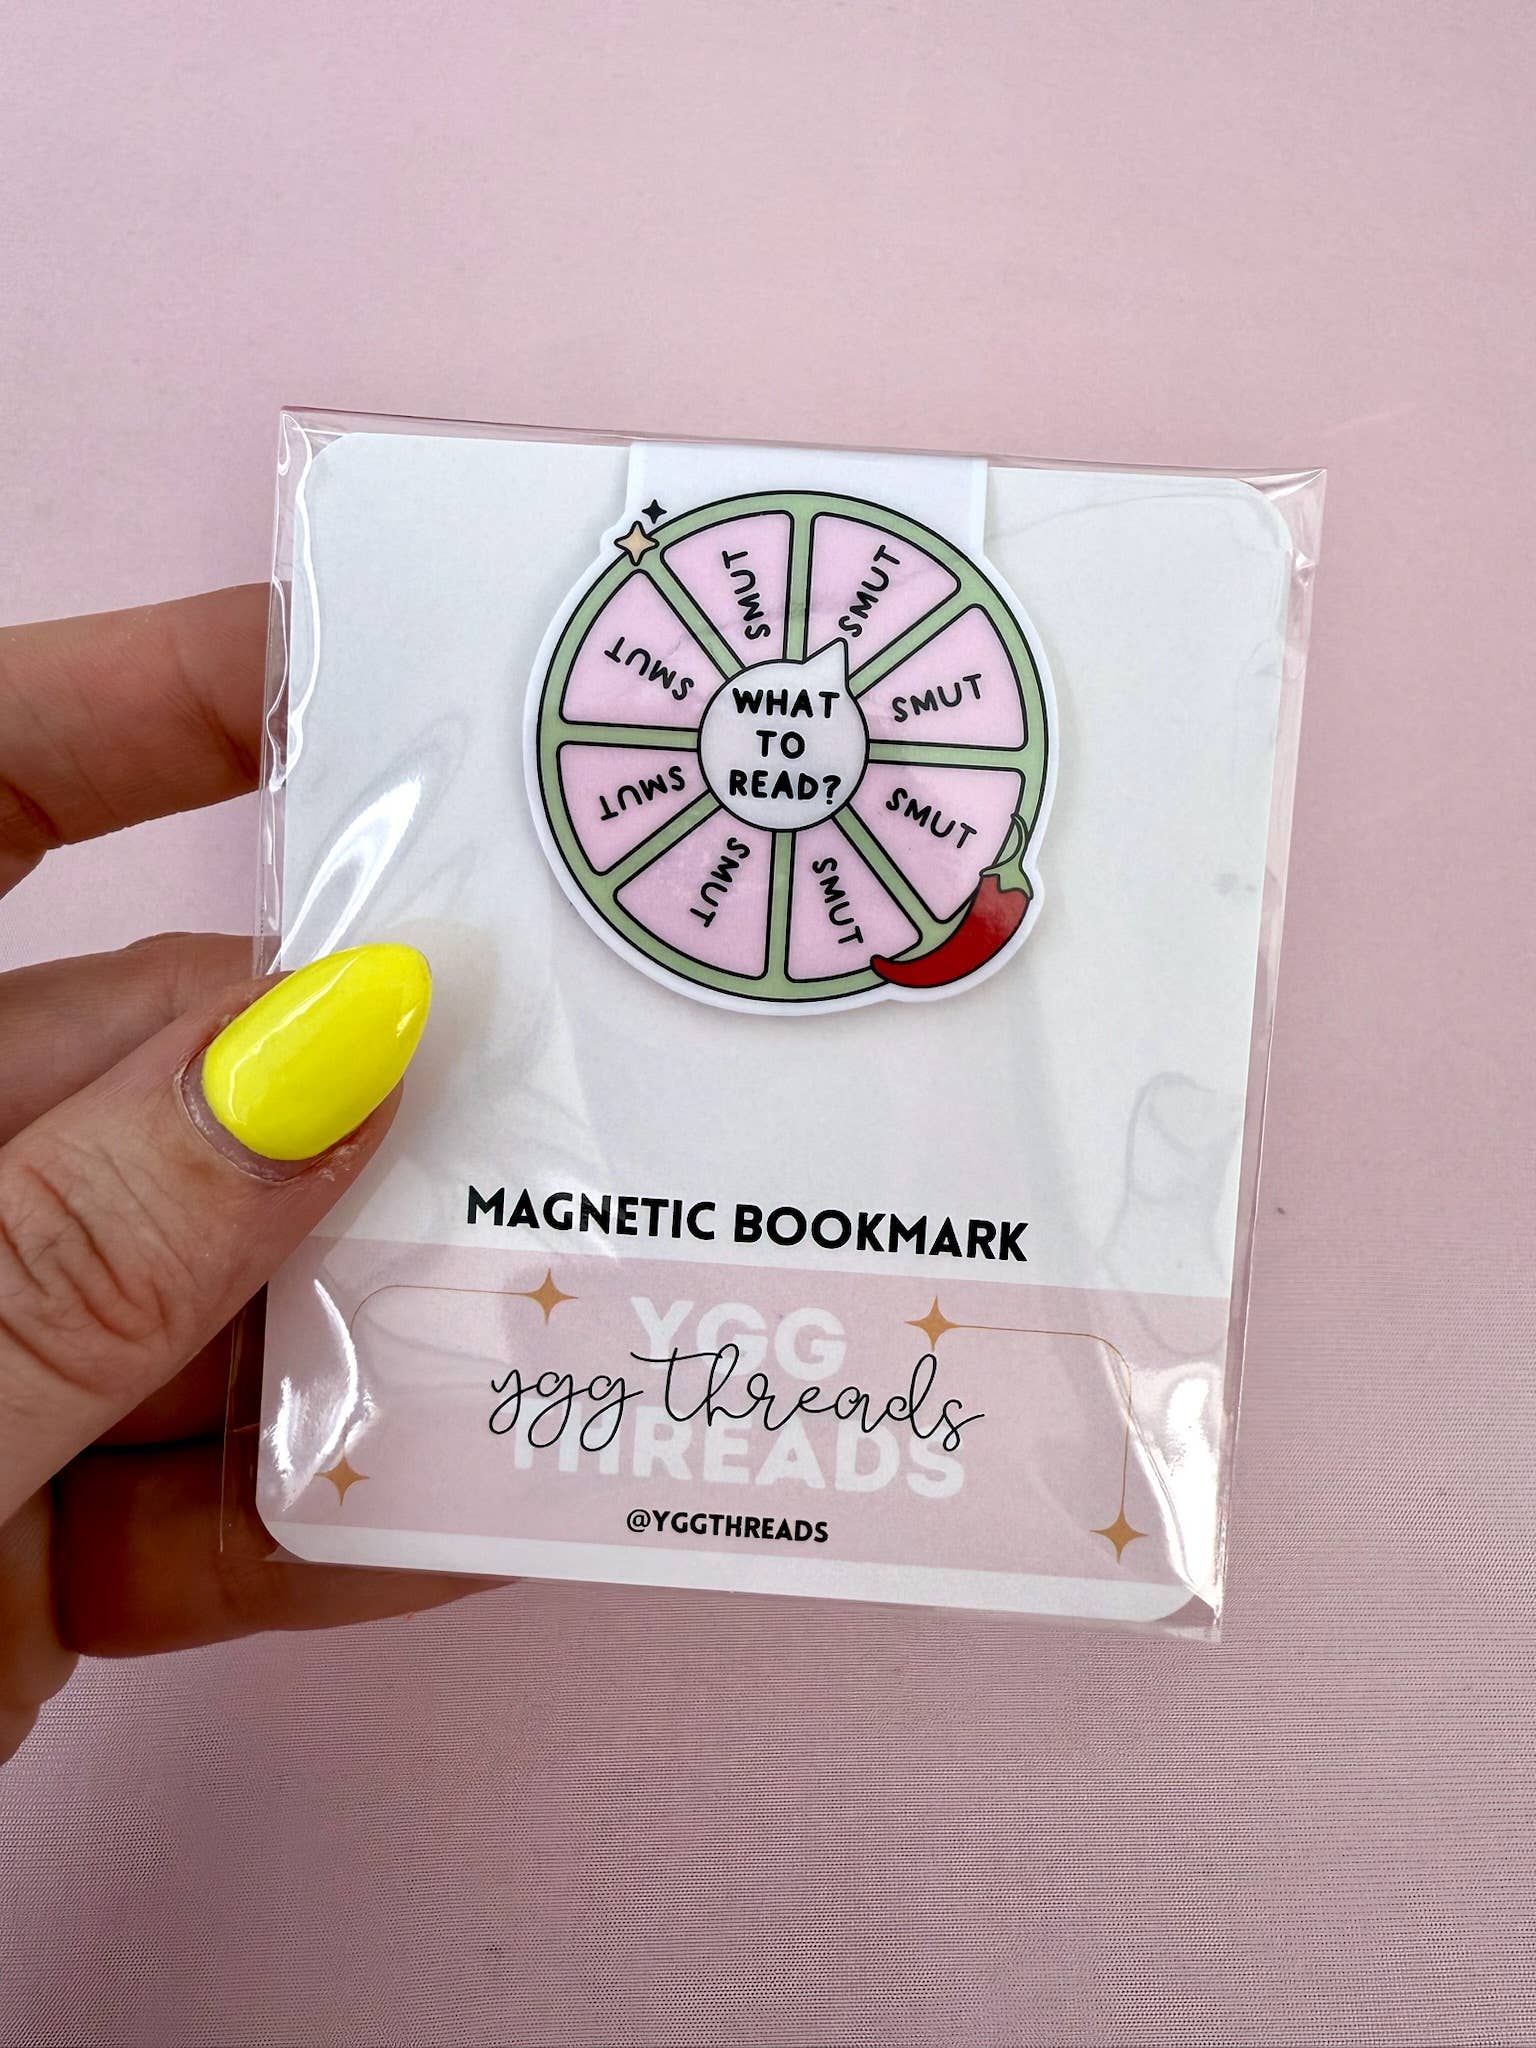 SMUT
SMUT
SMUT
SMUT
SMUT
SMUT
SMUT
SMUT
WHAT
TO
READ?
MAGNETIC BOOKMARK
YGG
THREADS
ygg threads
@YGGTHREADS